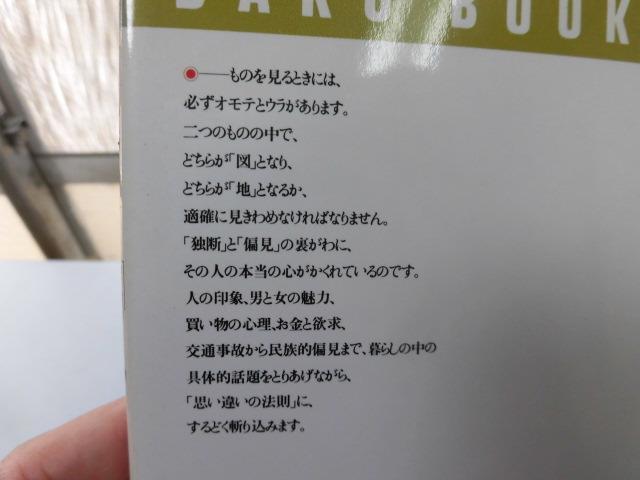 BAKU BOOK
●——ものを見るときには、
必ずオモテとウラがあります。
二つのものの中で、
どちらが「図」となり、
どちらが「地」となるか、
適確に見きわめなければなりません。
「独断」と「偏見」の裏がわに、
その人の本当の心がかくれているのです。
人の印象、男と女の魅力、
買い物の心理、お金と欲求、
交通事故から民族的偏見まで、暮らしの中の
具体的話題をとりあげながら、
「思い違いの法則」に、
するどく斬り込みます。